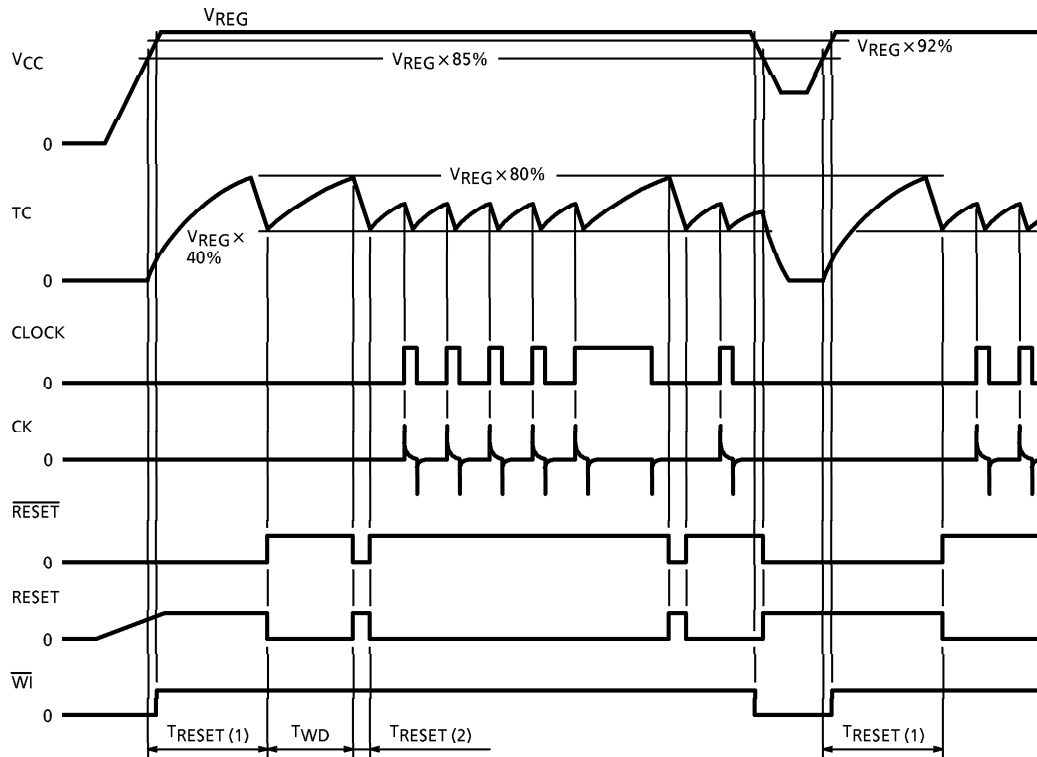 VREG
VCC
VREG×85%
VREG×92%
0
VREG×80%
TC
VREG×
40%
0
CLOCK
0
CK
0
RESET
0
RESET
0
WI
0
TRESET (1)
TWD
TRESET (2)
TRESET (1)